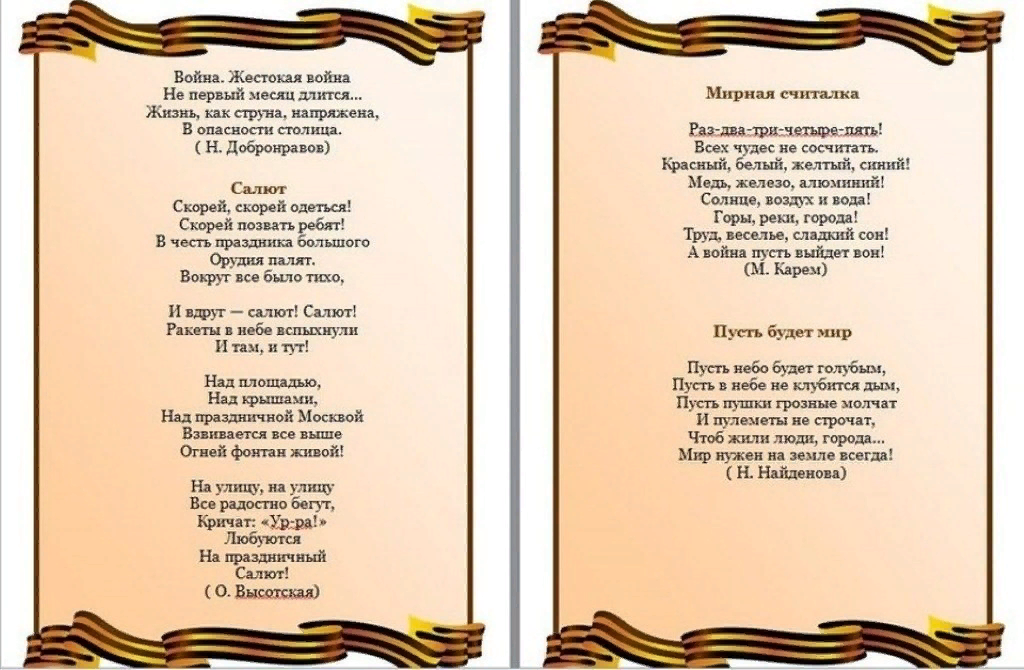 Война. Жестокая война
Не первый месяц длится...
Жизнь, как струна, напряжена,
В опасности столица.
( Н. Добронравов)
Салют
Скорей, скорей одеться!
Скорей позвать ребят!
В честь праздника большого
Орудия палят.
Вокруг все было тихо,
И вдруг — салют! Салют!
Ракеты в небе вспыхнули
И там, и тут!
Над площадью,
Над крышами,
Над праздничной Москвой
Взвивается все выше
Огней фонтан живой!
На улицу, на улицу
Все радостно бегут,
Кричат: «Ур-ра!»
Любуются
На праздничный
Салют!
( О. Высотская)
Мирная считалка
Раз-два-три-четыре-пять!
Всех чудес не сосчитать.
Красный, белый, желтый, синий!
Медь, железо, алюминий!
Солнце, воздух и вода!
Горы, реки, города!
Труд, веселье, сладкий сон!
А война пусть выйдет вон!
(М. Карем)
Пусть будет мир
Пусть небо будет голубым,
Пусть в небе не клубится дым,
Пусть пушки грозные молчат
И пулеметы не строчат,
Чтоб жили люди, города...
Мир нужен на земле всегда!
( Н. Найденова)